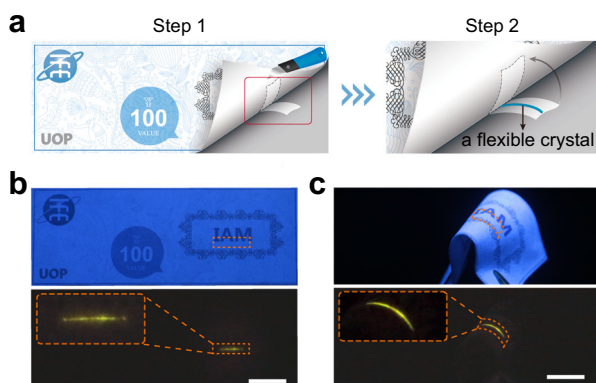 a
Step 1
Step 2
100
VALUE
UOP
a flexible crystal
b
c
IAM
100
UOP
IAM